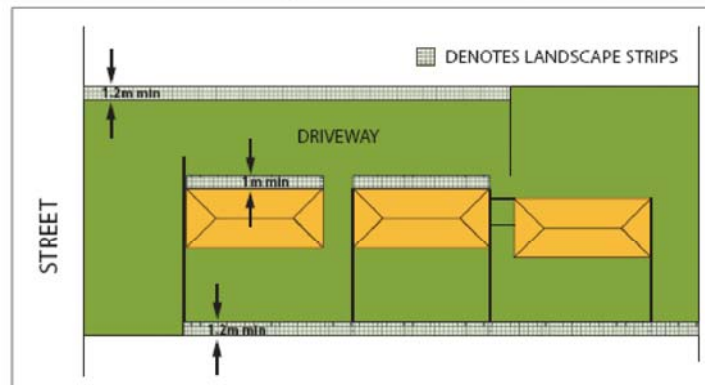 DENOTES LANDSCAPE STRIPS
1.2m min
DRIVEWAY
1m min
STREET
1.2m min